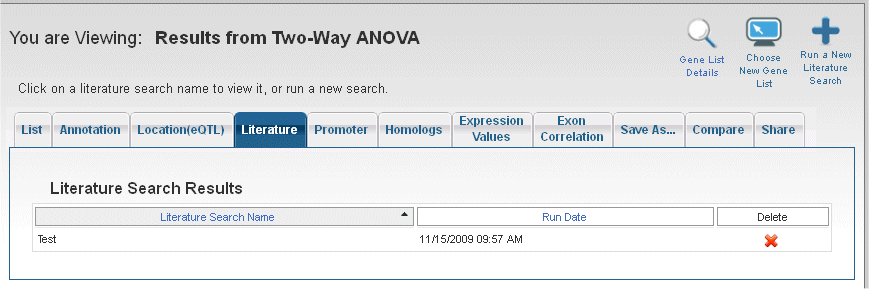 You are Viewing: Results from Two-Way ANOVA
Gene List
Details
Choose
New Gene
List
Run a New
Literature
Search
Click on a literature search name to view it, or run a new search.
List
Annotation
Location(eQTL)
Literature
Promoter
Homologs
Expression
Values
Exon
Correlation
Save As...
Compare
Share
Literature Search Results
Literature Search Name Run Date Delete
Test 11/15/2009 09:57 AM